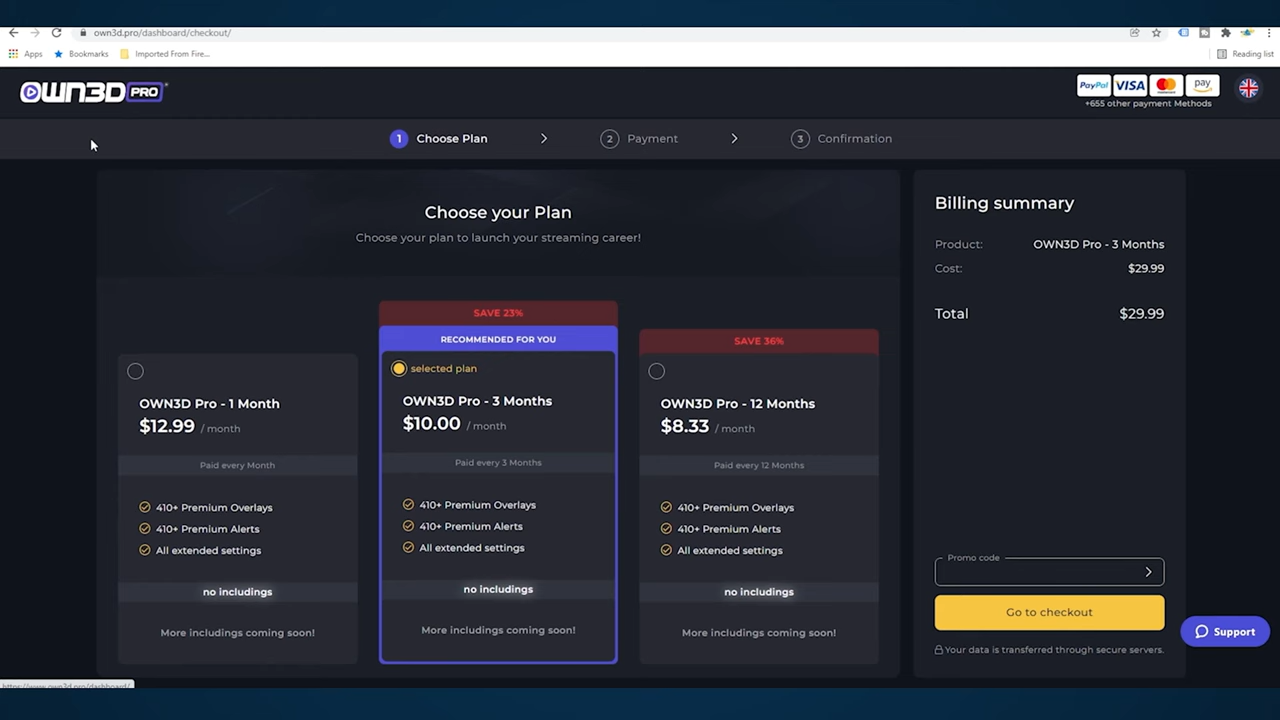 own3d.pro/dashboard/checkout/
Apps
Bookmarks
Imported From Fire...
Reading list
OWN3D PRO
PayPal VISA pay
+655 other payment Methods
1 Choose Plan
2 Payment
3 Confirmation
Choose your Plan
Choose your plan to launch your streaming career!
OWN3D Pro - 1 Month
$12.99 / month
Paid every Month
410+ Premium Overlays
410+ Premium Alerts
All extended settings
no includings
More includings coming soon!
SAVE 23%
RECOMMENDED FOR YOU
selected plan
OWN3D Pro - 3 Months
$10.00 / month
Paid every 3 Months
410+ Premium Overlays
410+ Premium Alerts
All extended settings
no includings
More includings coming soon!
SAVE 36%
OWN3D Pro - 12 Months
$8.33 / month
Paid every 12 Months
410+ Premium Overlays
410+ Premium Alerts
All extended settings
no includings
More includings coming soon!
Billing summary
Product: OWN3D Pro - 3 Months
Cost: $29.99
Total $29.99
Promo code
Go to checkout
Your data is transferred through secure servers.
Support
https://www.own3d.pro/dashboard/